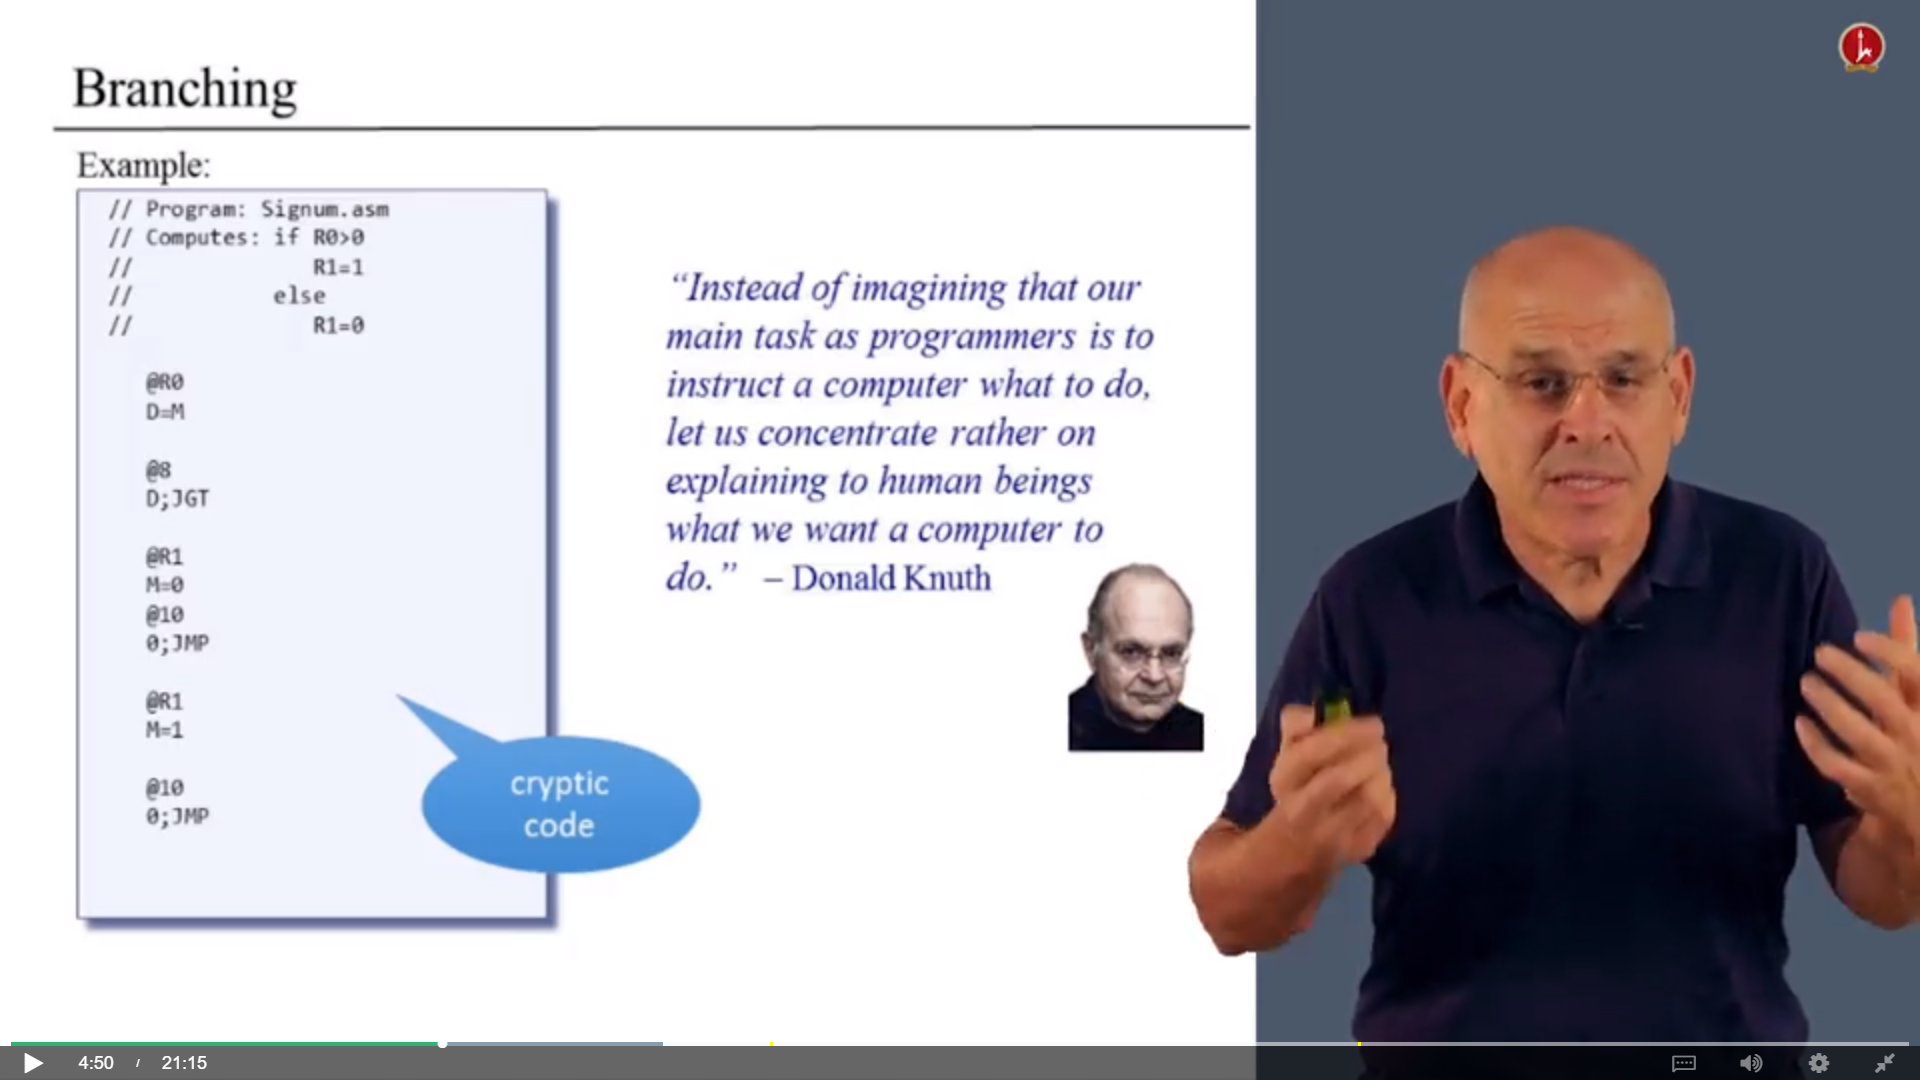 Branching
Example:
// Program: Signum.asm
// Computes: if R0>0
// R1=1
// else
// R1=0
@R0
D=M
@8
D;JGT
@R1
M=0
@10
0;JMP
@R1
M=1
@10
0;JMP
cryptic
code
“Instead of imagining that our
main task as programmers is to
instruct a computer what to do,
let us concentrate rather on
explaining to human beings
what we want a computer to
do.” – Donald Knuth
4:50 / 21:15